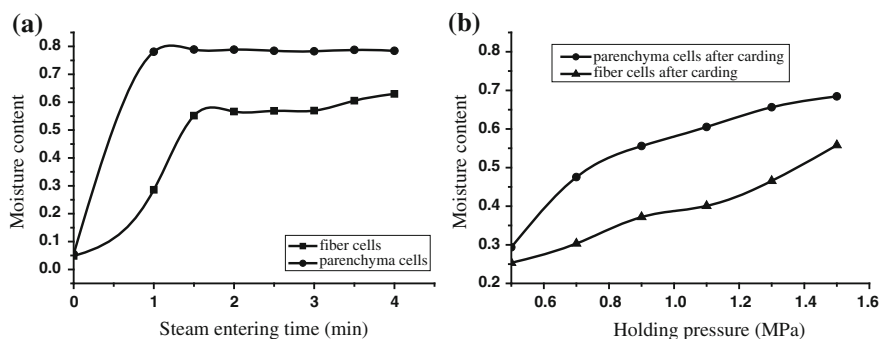 (a)
0.8
0.7
0.6
0.5
0.4
0.3
0.2
0.1
0.0
Moisture content
fiber cells
parenchyma cells
0 1 2 3 4
Steam entering time (min)
(b)
0.8
0.7
0.6
0.5
0.4
0.3
0.2
Moisture content
parenchyma cells after carding
fiber cells after carding
0.6 0.8 1.0 1.2 1.4 1.6
Holding pressure (MPa)